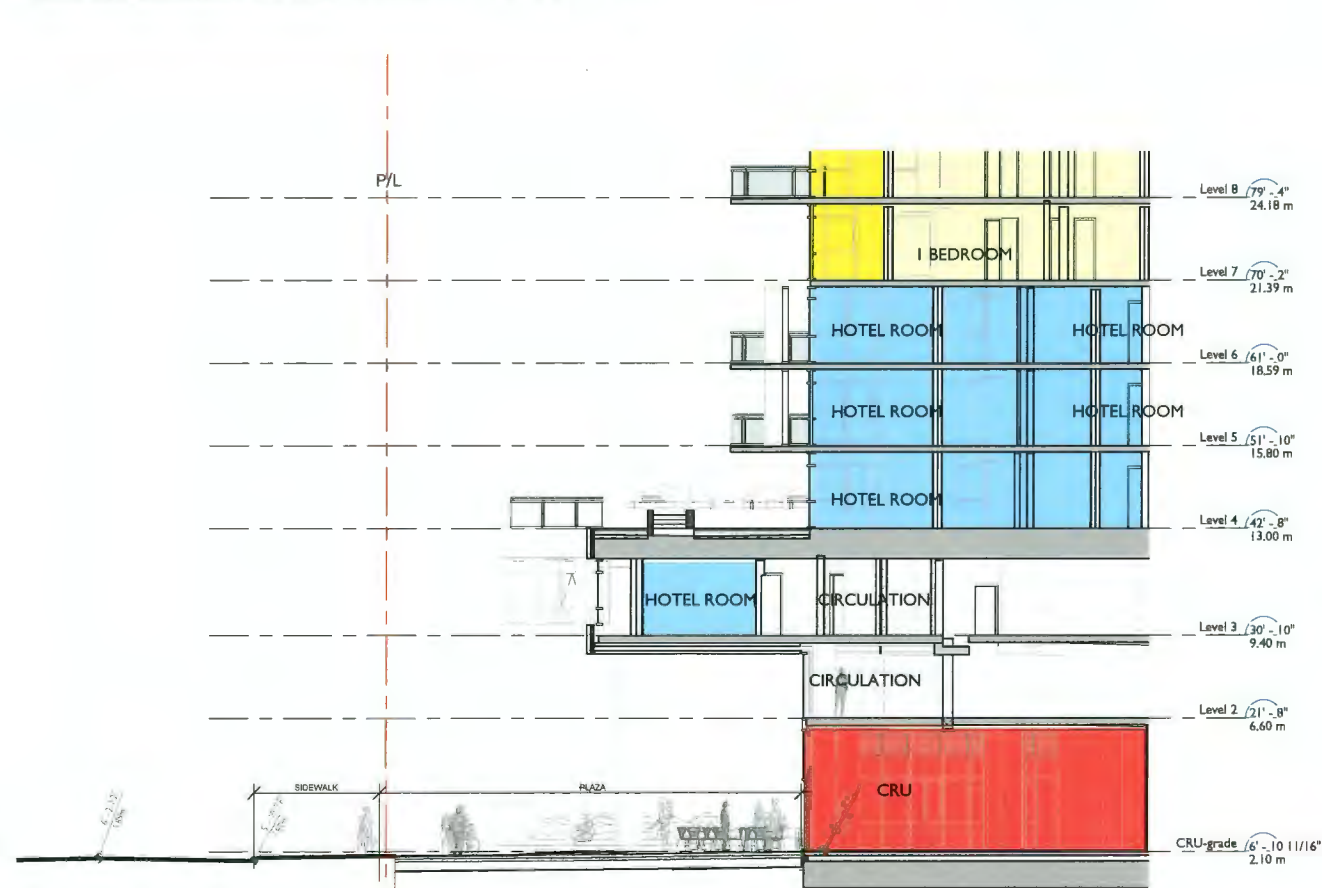 P/L
Level 8 79' - 4"
24.18 m
1 BEDROOM
Level 7 70' - 2"
21.39 m
HOTEL ROOM HOTEL ROOM
Level 6 61' - 0"
18.59 m
HOTEL ROOM HOTEL ROOM
Level 5 51' - 10"
15.80 m
HOTEL ROOM
Level 4 42' - 8"
13.00 m
HOTEL ROOM CIRCULATION
Level 3 30' - 10"
9.40 m
CIRCULATION
Level 2 21' - 8"
6.60 m
SIDEWALK PLAZA
CRU
CRU-grade 6' - 10 11/16"
2.10 m